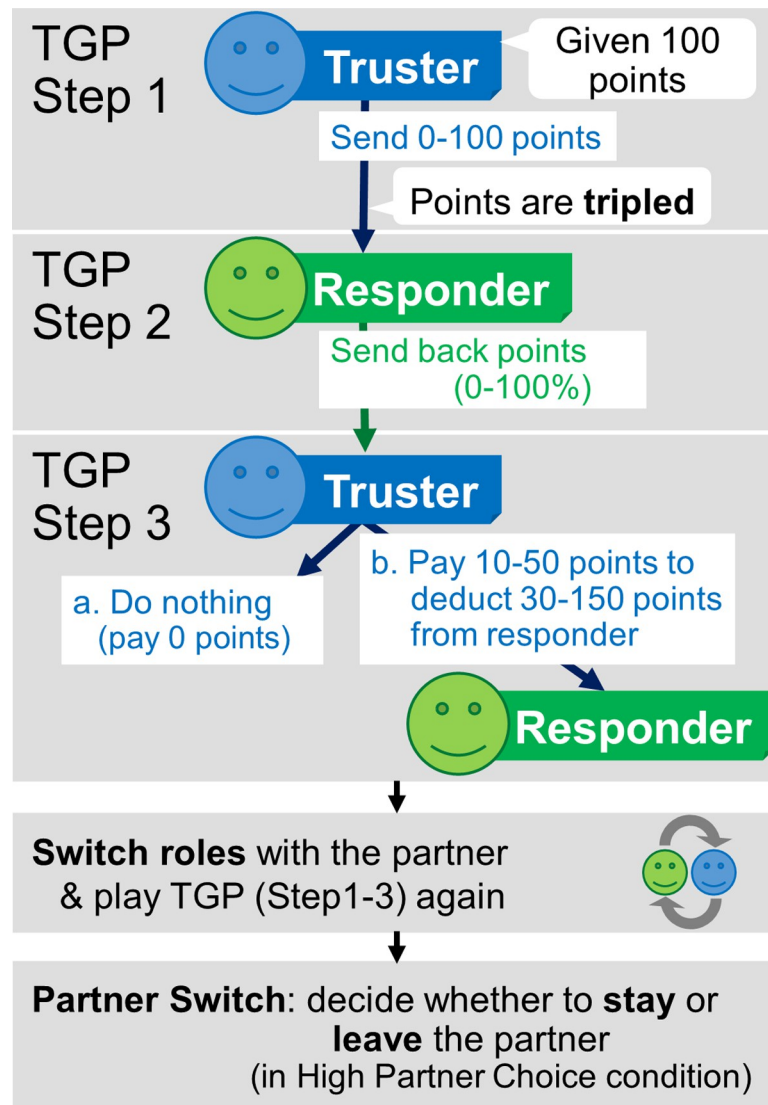 TGP
Step 1
Truster
Given 100
points
Send 0-100 points
Points are tripled
TGP
Step 2
Responder
Send back points
(0-100%)
TGP
Step 3
Truster
a. Do nothing
(pay 0 points)
b. Pay 10-50 points to
deduct 30-150 points
from responder
Responder
Switch roles with the partner
& play TGP (Step1-3) again
Partner Switch: decide whether to stay or
leave the partner
(in High Partner Choice condition)